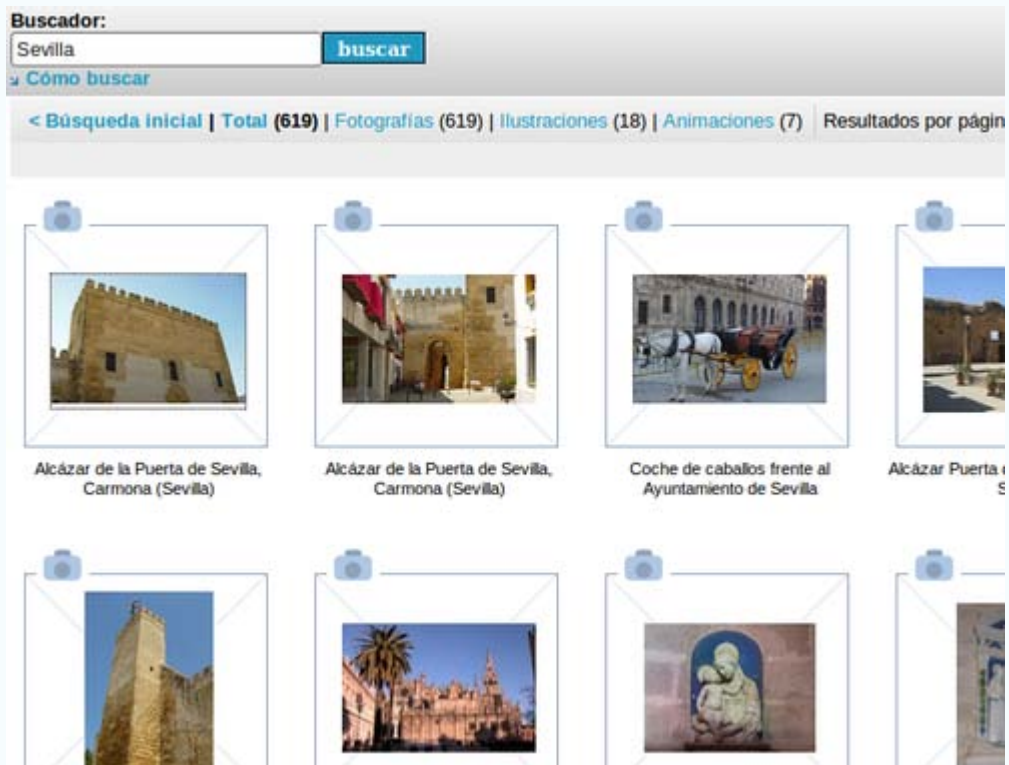 Buscador:
Sevilla buscar
Cómo buscar
< Búsqueda inicial | Total (619) | Fotografías (619) | Ilustraciones (18) | Animaciones (7) Resultados por págin
Alcázar de la Puerta de Sevilla,
Carmona (Sevilla)
Alcázar de la Puerta de Sevilla,
Carmona (Sevilla)
Coche de caballos frente al
Ayuntamiento de Sevilla
Alcázar Puerta